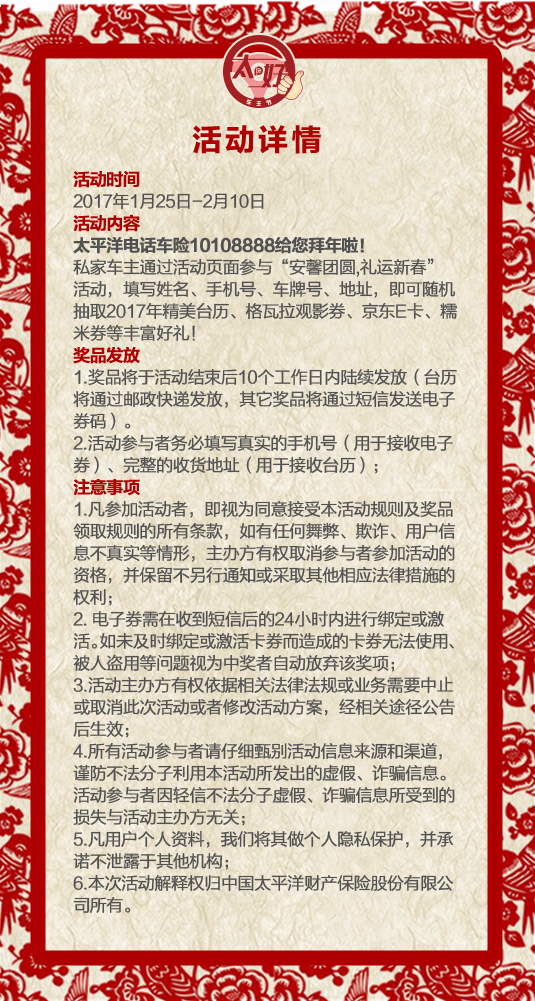 太好
车主节
活动详情
活动时间
2017年1月25日-2月10日
活动内容
太平洋电话车险10108888给您拜年啦！
私家车主通过活动页面参与“安馨团圆,礼运新春”
活动，填写姓名、手机号、车牌号、地址，即可随机
抽取2017年精美台历、格瓦拉观影券、京东E卡、糯
米券等丰富好礼！
奖品发放
1.奖品将于活动结束后10个工作日内陆续发放（台历
将通过邮政快递发放，其它奖品将通过短信发送电子
券码）。
2.活动参与者务必填写真实的手机号（用于接收电子
券）、完整的收货地址（用于接收台历）；
注意事项
1.凡参加活动者，即视为同意接受本活动规则及奖品
领取规则的所有条款，如有任何舞弊、欺诈、用户信
息不真实等情形，主办方有权取消参与者参加活动的
资格，并保留不另行通知或采取其他相应法律措施的
权利；
2. 电子券需在收到短信后的24小时内进行绑定或激
活。如未及时绑定或激活卡券而造成的卡券无法使用、
被人盗用等问题视为中奖者自动放弃该奖项；
3.活动主办方有权依据相关法律法规或业务需要中止
或取消此次活动或者修改活动方案，经相关途径公告
后生效；
4.所有活动参与者请仔细甄别活动信息来源和渠道，
谨防不法分子利用本活动所发出的虚假、诈骗信息。
活动参与者因轻信不法分子虚假、诈骗信息所受到的
损失与活动主办方无关；
5.凡用户个人资料，我们将其做个人隐私保护，并承
诺不泄露于其他机构；
6.本次活动解释权归中国太平洋财产保险股份有限公
司所有。